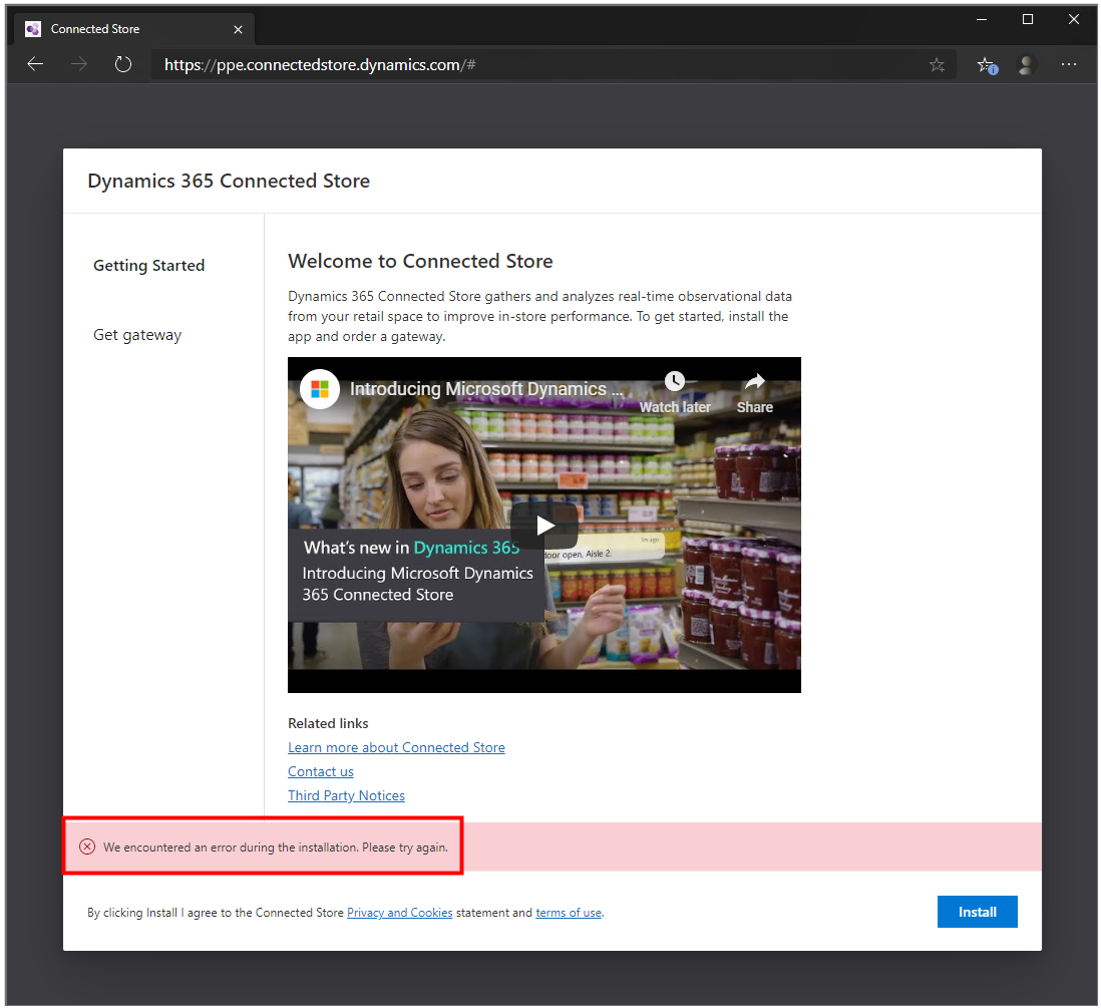 Connected Store
https://ppe.connectedstore.dynamics.com/#
Dynamics 365 Connected Store
Getting Started
Get gateway
Welcome to Connected Store
Dynamics 365 Connected Store gathers and analyzes real-time observational data
from your retail space to improve in-store performance. To get started, install the
app and order a gateway.
Introducing Microsoft Dynamics ...
Watch later
Share
1m ago
door open, Aisle 2.
What's new in Dynamics 365
Introducing Microsoft Dynamics
365 Connected Store
Related links
Learn more about Connected Store
Contact us
Third Party Notices
We encountered an error during the installation. Please try again.
By clicking Install I agree to the Connected Store Privacy and Cookies statement and terms of use.
Install